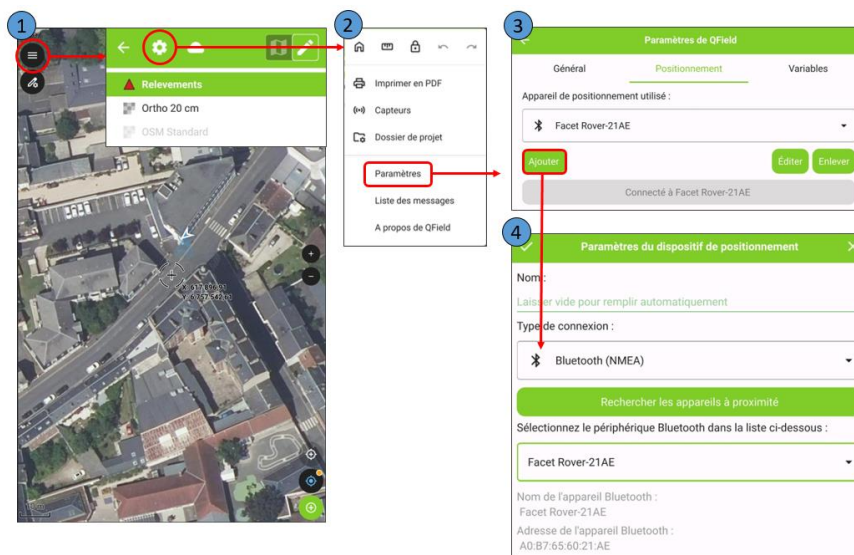 1
Relevements
Ortho 20 cm
OSM Standard
2
Imprimer en PDF
Capteurs
Dossier de projet
Paramètres
Liste des messages
A propos de QField
3
Paramètres de QField
Général
Positionnement
Variables
Appareil de positionnement utilisé :
Facet Rover-21AE
Ajouter
Éditer
Enlever
Connecté à Facet Rover-21AE
4
Paramètres du dispositif de positionnement
Nom :
Laisser vide pour remplir automatiquement
Type de connexion :
Bluetooth (NMEA)
Rechercher les appareils à proximité
Sélectionnez le périphérique Bluetooth dans la liste ci-dessous :
Facet Rover-21AE
Nom de l'appareil Bluetooth :
Facet Rover-21AE
Adresse de l'appareil Bluetooth :
A0:B7:65:60:21:AE